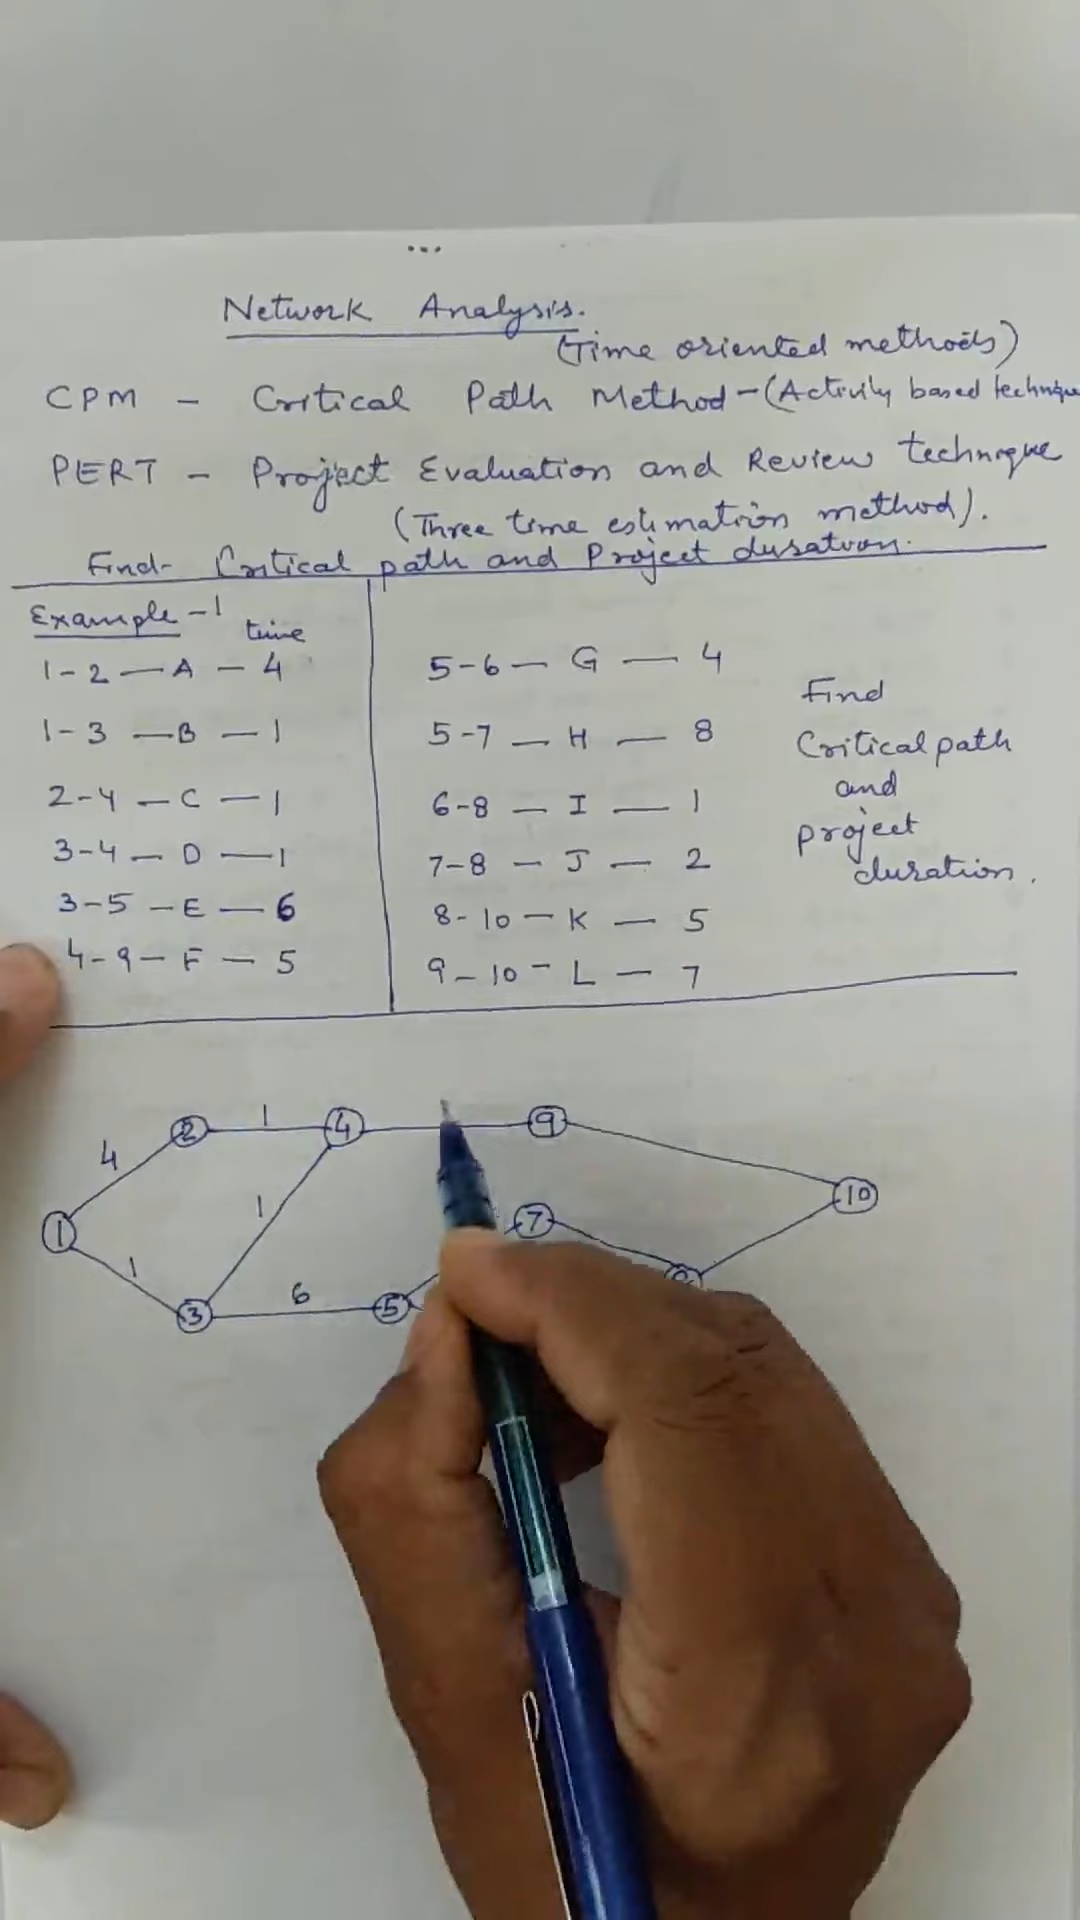 Network Analysis.
(Time oriented methods)
CPM - Critical Path Method - (Activity based technique
PERT - Project Evaluation and Review technique
(Three time estimation method).
Find- Critical path and Project duration.
Example -1
time
1-2 — A — 4
1-3 — B — 1
2-4 — C — 1
3-4 — D — 1
3-5 — E — 6
4-9 — F — 5
5-6 — G — 4
5-7 — H — 8
6-8 — I — 1
7-8 — J — 2
8-10 — K — 5
9-10 — L — 7
Find
Critical path
and
project
duration.
2 1 4 9
4
1 1 7 10
1
3 6 5